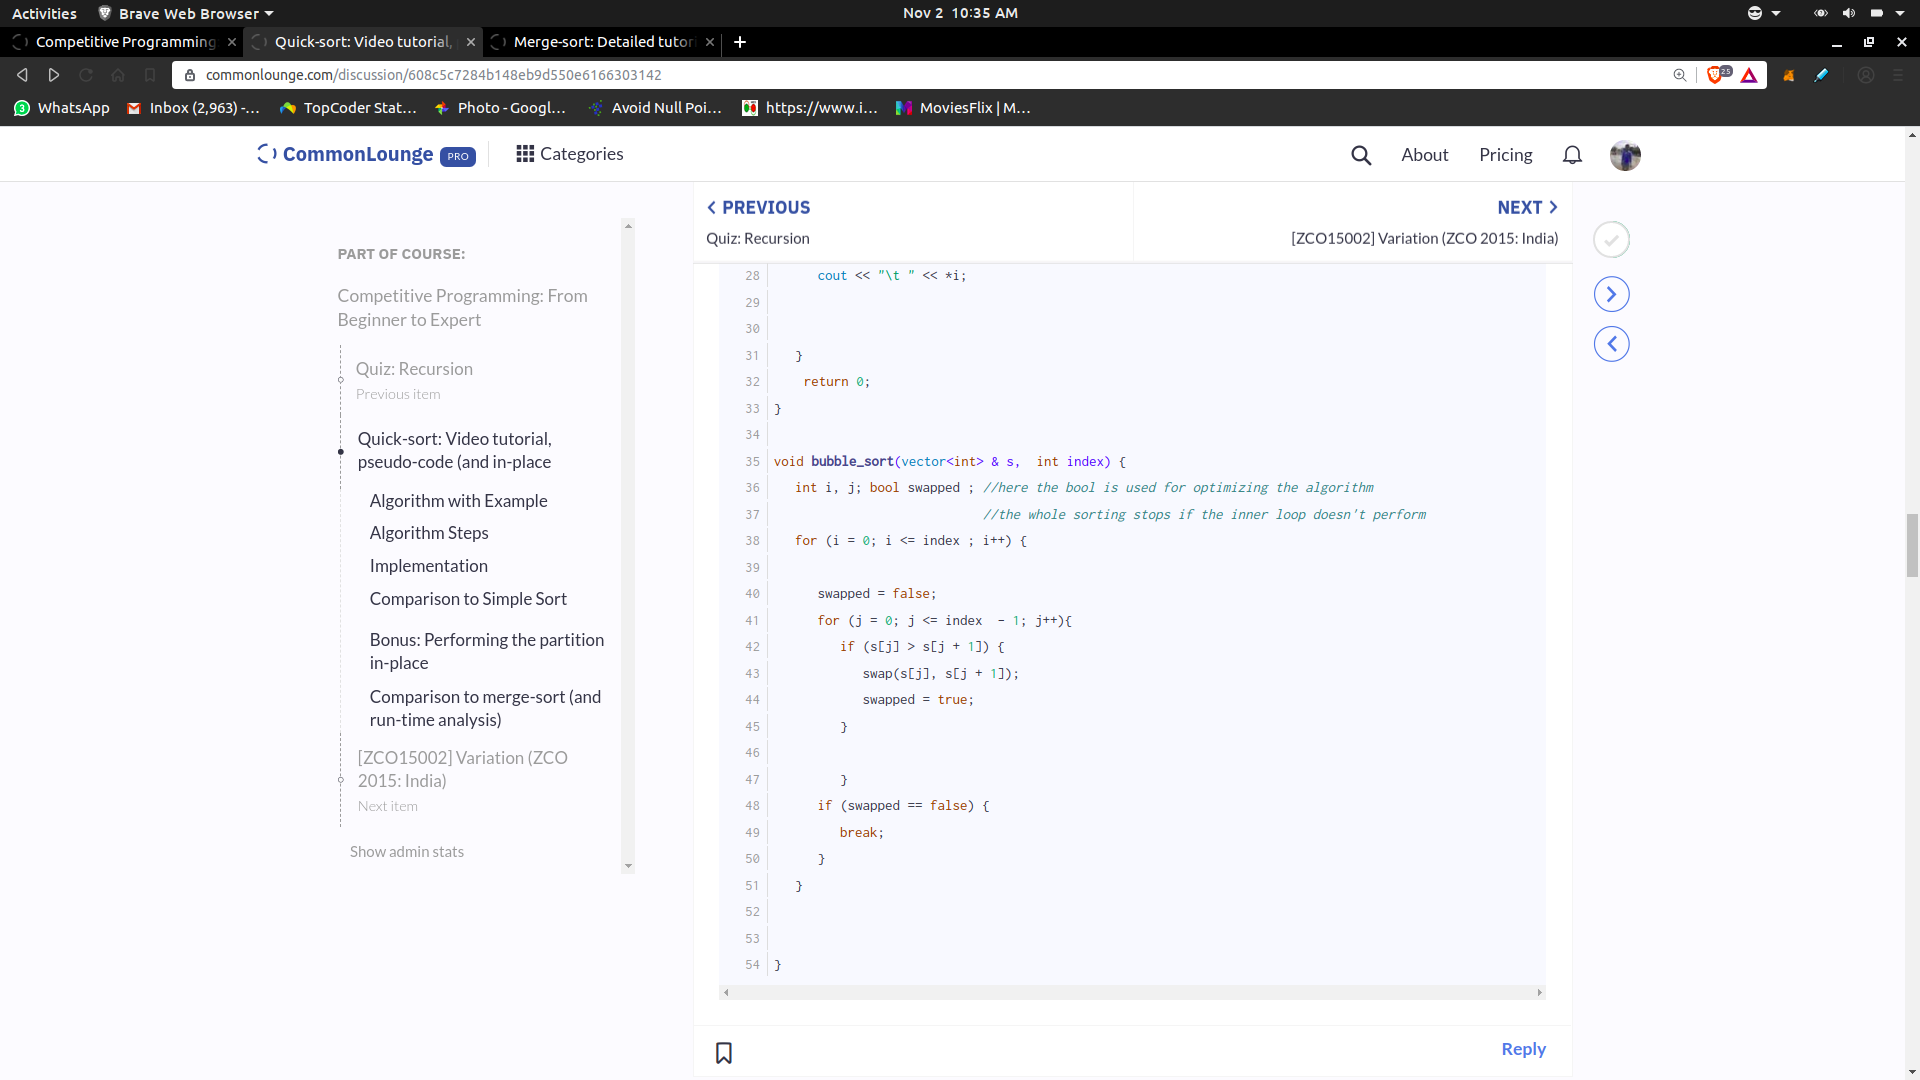 Activities
Brave Web Browser
Nov 2 10:35 AM
Competitive Programming
Quick-sort: Video tutorial,
Merge-sort: Detailed tutor
commonlounge.com/discussion/608c5c7284b148eb9d550e6166303142
25
WhatsApp
Inbox (2,963) -...
TopCoder Stat...
Photo - Googl...
Avoid Null Poi...
https://www.i...
MoviesFlix | M...
CommonLounge PRO
Categories
About
Pricing
PREVIOUS
Quiz: Recursion
NEXT
[ZCO15002] Variation (ZCO 2015: India)
PART OF COURSE:
Competitive Programming: From
Beginner to Expert
Quiz: Recursion
Previous item
Quick-sort: Video tutorial,
pseudo-code (and in-place
Algorithm with Example
Algorithm Steps
Implementation
Comparison to Simple Sort
Bonus: Performing the partition
in-place
Comparison to merge-sort (and
run-time analysis)
[ZCO15002] Variation (ZCO
2015: India)
Next item
Show admin stats
28 cout << "\t " << *i;
29
30
31 }
32 return 0;
33 }
34
35 void bubble_sort(vector<int> & s,  int index) {
36 int i, j; bool swapped ; //here the bool is used for optimizing the algorithm
37 //the whole sorting stops if the inner loop doesn't perform
38 for (i = 0; i <= index ; i++) {
39
40 swapped = false;
41 for (j = 0; j <= index  - 1; j++){
42 if (s[j] > s[j + 1]) {
43 swap(s[j], s[j + 1]);
44 swapped = true;
45 }
46
47 }
48 if (swapped == false) {
49 break;
50 }
51 }
52
53
54 }
Reply